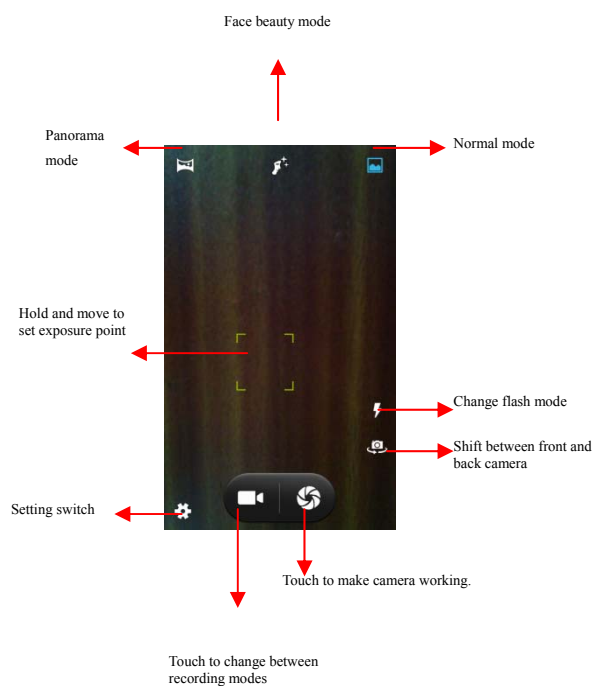 Face beauty mode
Panorama
mode
Normal mode
Hold and move to
set exposure point
Change flash mode
Shift between front and
back camera
Setting switch
Touch to make camera working.
Touch to change between
recording modes